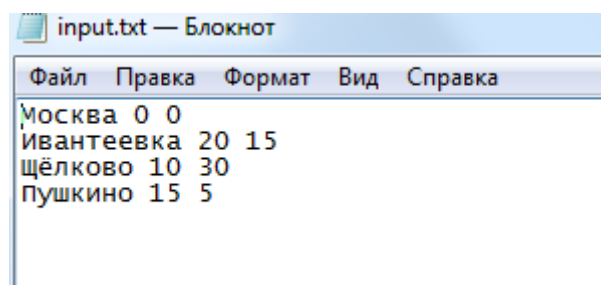 input.txt — Блокнот
Файл Правка Формат Вид Справка
Москва 0 0
Ивантеевка 20 15
Щёлково 10 30
Пушкино 15 5